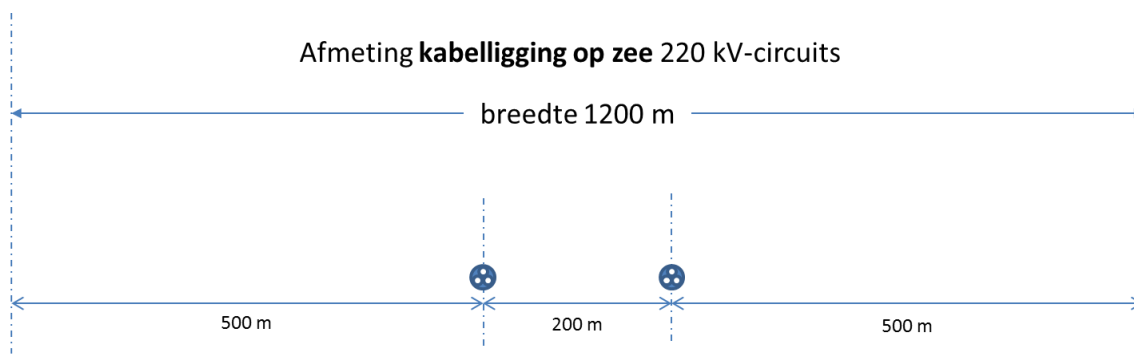 Afmeting kabelligging op zee 220 kV-circuits
breedte 1200 m
500 m
200 m
500 m